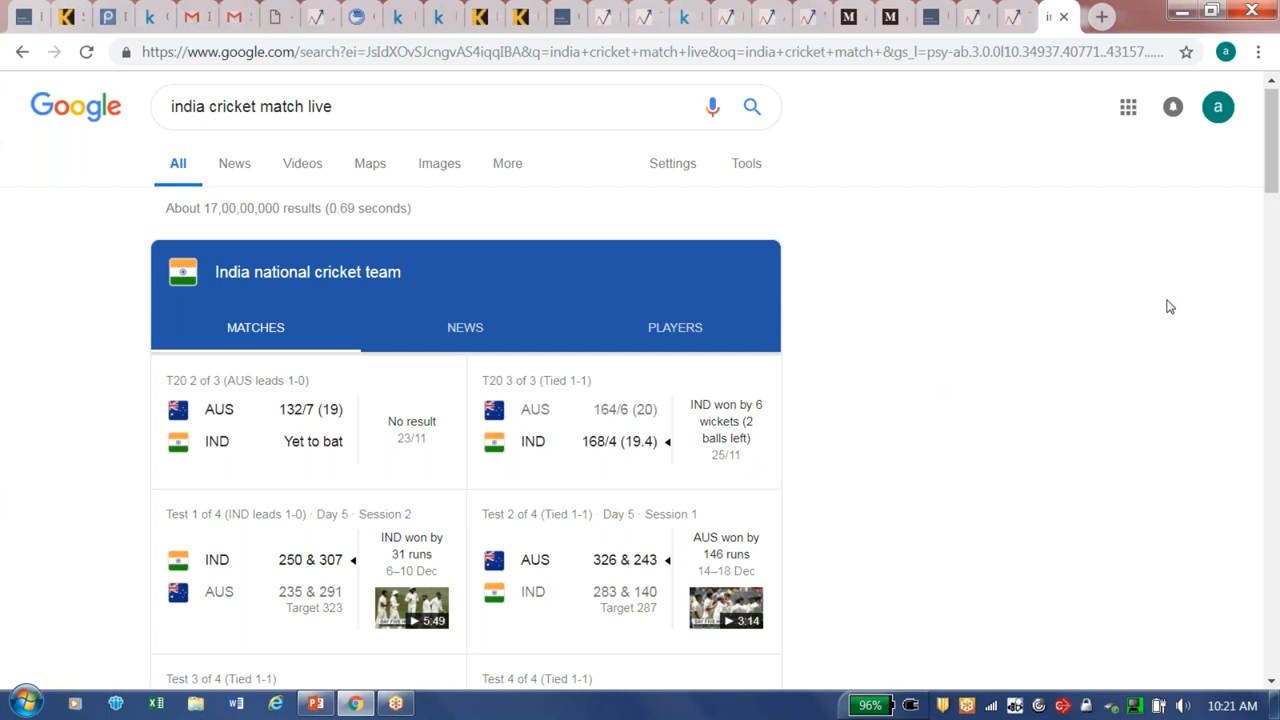 https://www.google.com/search?ei=JsIdXOvSJcngvAS4iqqIBA&q=india+cricket+match+live&oq=india+cricket+match+&gs_l=psy-ab.3.0.0l10.34937.40771..43157......
a
Google
india cricket match live
a
All News Videos Maps Images More Settings Tools
About 17,00,00,000 results (0.69 seconds)
India national cricket team
MATCHES NEWS PLAYERS
T20 2 of 3 (AUS leads 1-0)
AUS 132/7 (19)
IND Yet to bat
No result
23/11
T20 3 of 3 (Tied 1-1)
AUS 164/6 (20)
IND 168/4 (19.4)
IND won by 6
wickets (2
balls left)
25/11
Test 1 of 4 (IND leads 1-0) · Day 5 · Session 2
IND 250 & 307
AUS 235 & 291
Target 323
IND won by
31 runs
6–10 Dec
5:49
Test 2 of 4 (Tied 1-1) · Day 5 · Session 1
AUS 326 & 243
IND 283 & 140
Target 287
AUS won by
146 runs
14–18 Dec
3:14
Test 3 of 4 (Tied 1-1)
Test 4 of 4 (Tied 1-1)
96%
10:21 AM